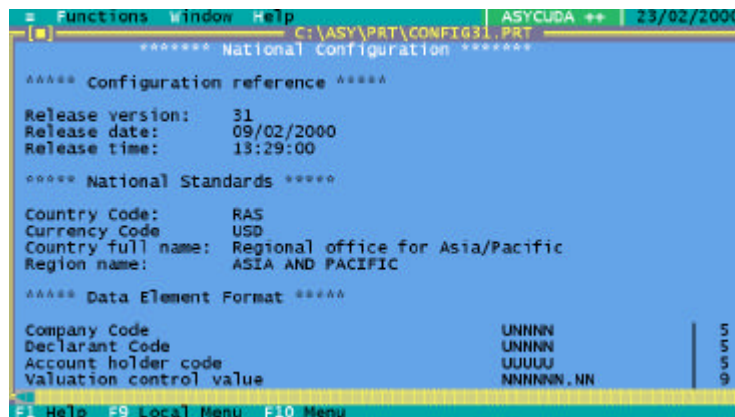 ≡ Functions Window Help ASYCUDA ++ 23/02/2000
[■] C:\ASY\PRT\CONFIG31.PRT
******* National Configuration *******
***** Configuration reference *****
Release version: 31
Release date: 09/02/2000
Release time: 13:29:00
***** National Standards *****
Country Code: RAS
Currency Code USD
Country full name: Regional office for Asia/Pacific
Region name: ASIA AND PACIFIC
***** Data Element Format *****
Company Code UNNNN 5
Declarant Code UNNNN 5
Account holder code UUUUU 5
Valuation control value NNNNNN.NN 9
F1 Help F9 Local Menu F10 Menu